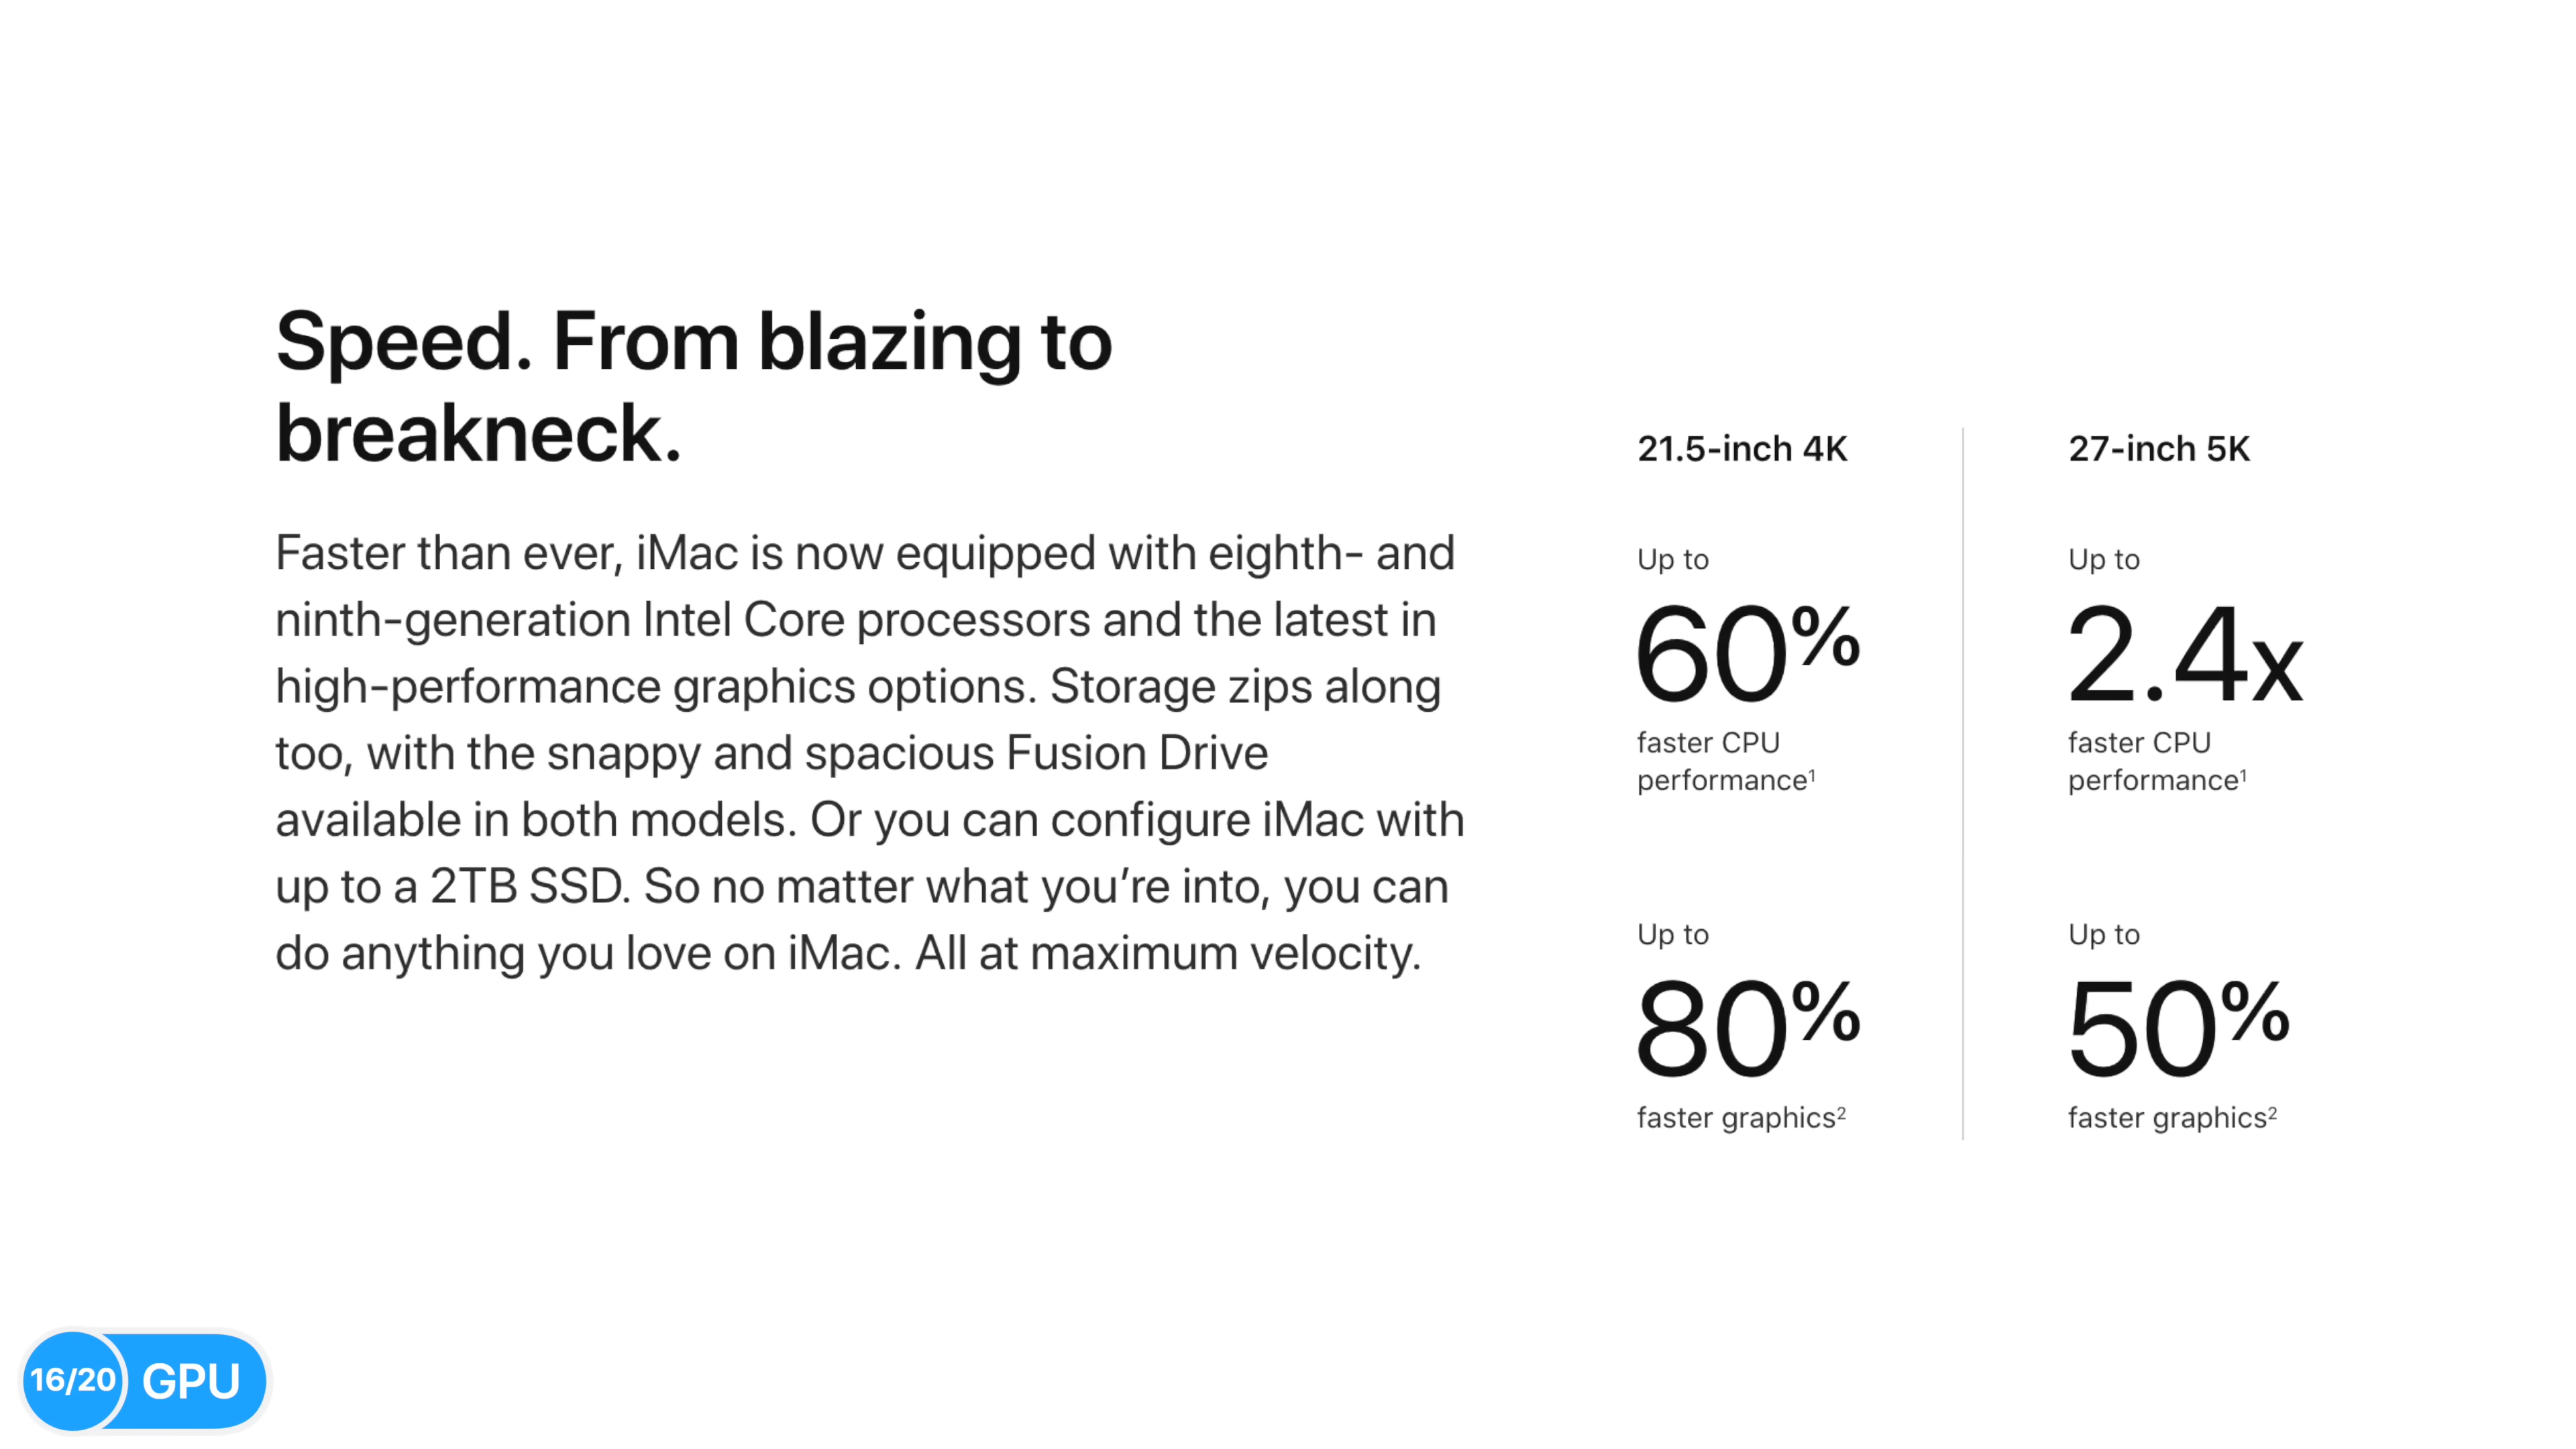 Speed. From blazing to
breakneck.
Faster than ever, iMac is now equipped with eighth- and
ninth-generation Intel Core processors and the latest in
high-performance graphics options. Storage zips along
too, with the snappy and spacious Fusion Drive
available in both models. Or you can configure iMac with
up to a 2TB SSD. So no matter what you’re into, you can
do anything you love on iMac. All at maximum velocity.
21.5-inch 4K
Up to
60%
faster CPU
performance¹
Up to
80%
faster graphics²
27-inch 5K
Up to
2.4x
faster CPU
performance¹
Up to
50%
faster graphics²
16/20 GPU